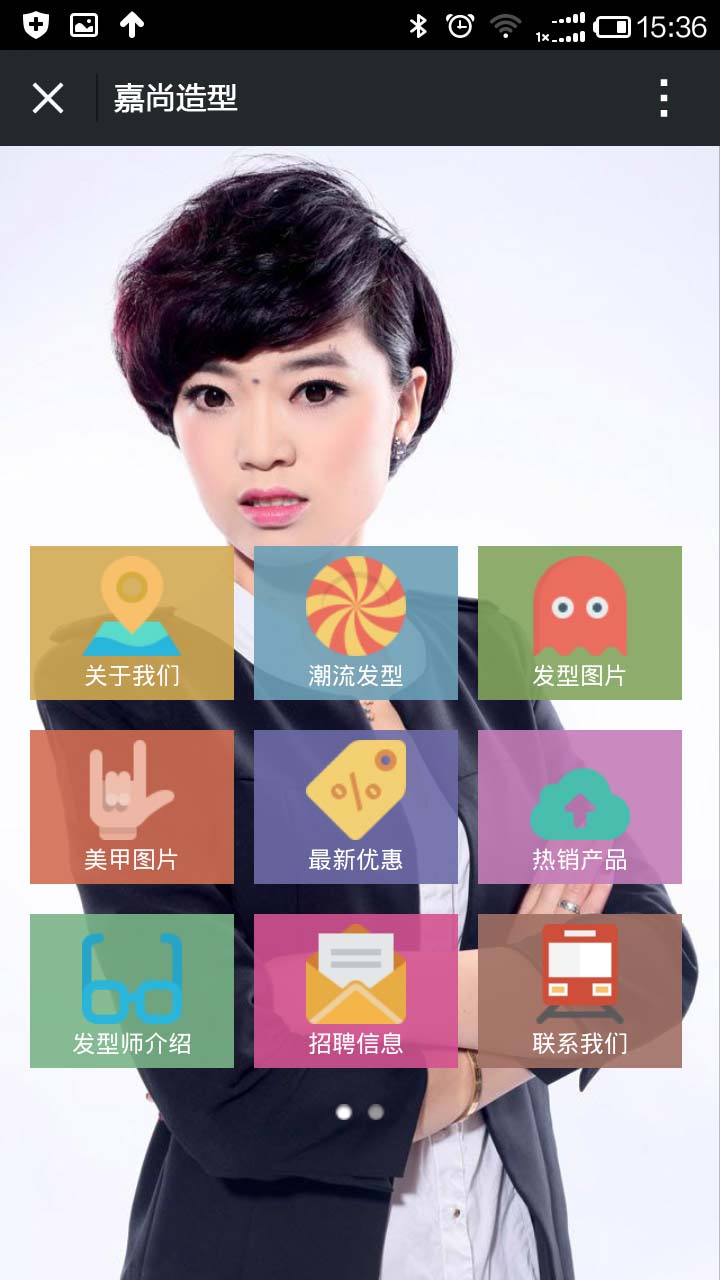 1x 15:36
嘉尚造型
关于我们 潮流发型 发型图片
美甲图片 最新优惠 热销产品
发型师介绍 招聘信息 联系我们